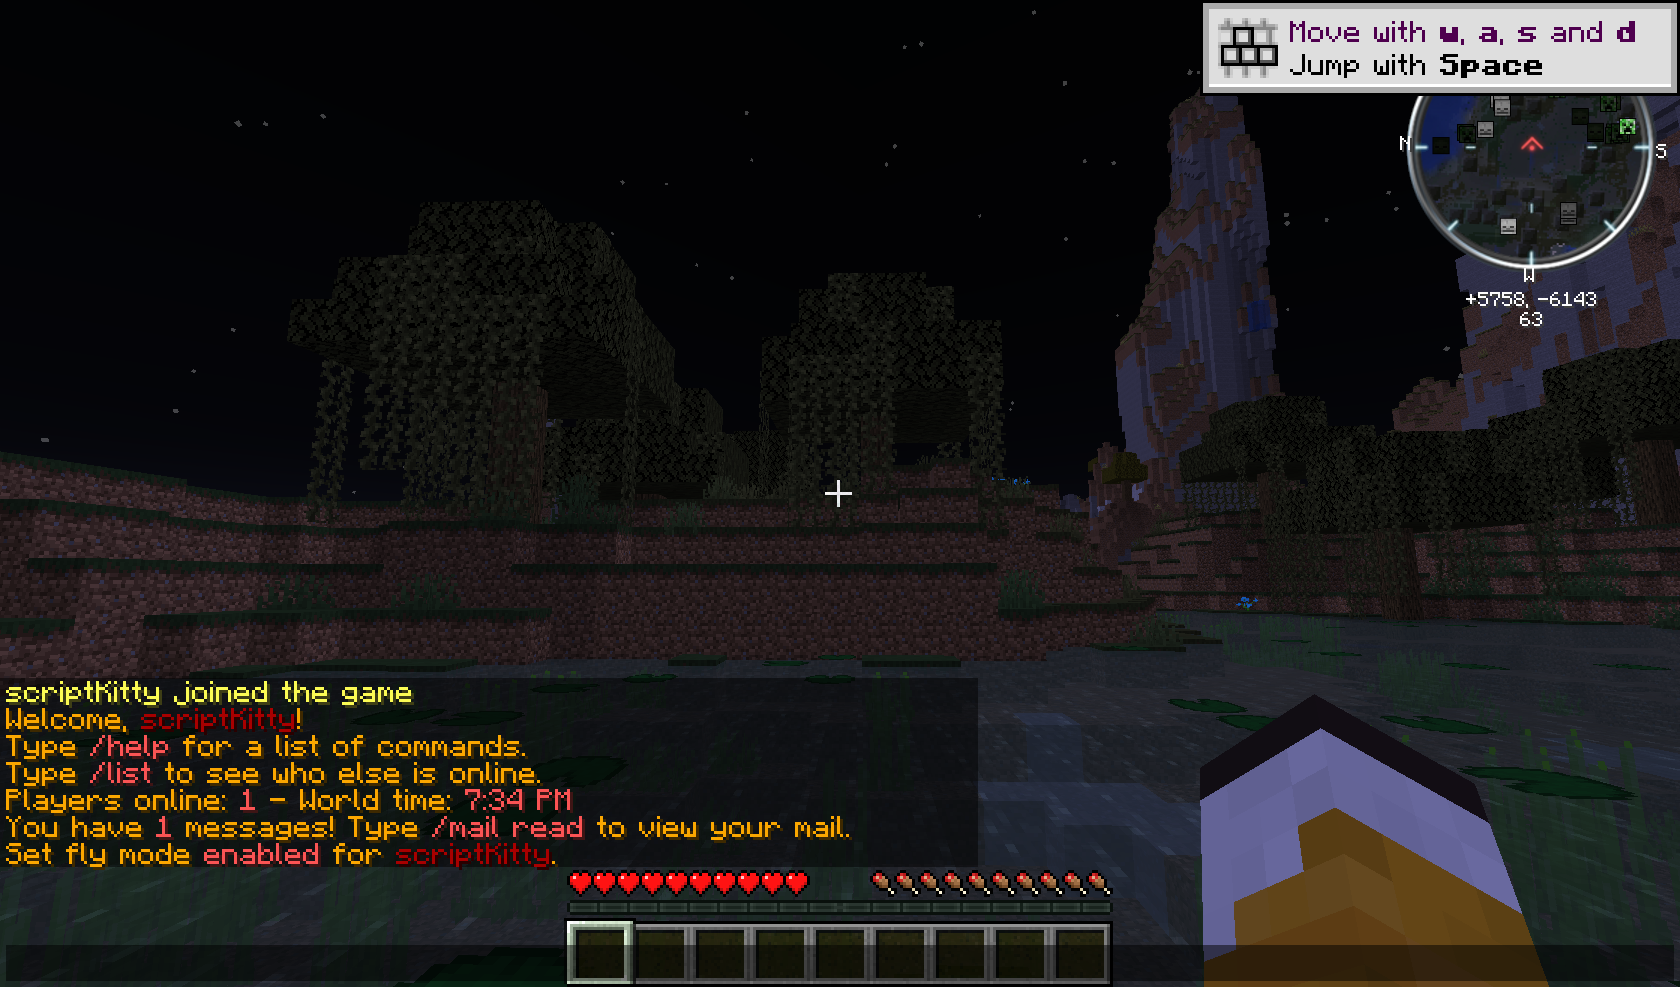 Move with w, a, s and d
Jump with Space
N
S
W
+5758, -6143
63
scriptKitty joined the game
Welcome, scriptKitty!
Type /help for a list of commands.
Type /list to see who else is online.
Players online: 1 - World time: 7:34 PM
You have 1 messages! Type /mail read to view your mail.
Set fly mode enabled for scriptKitty.